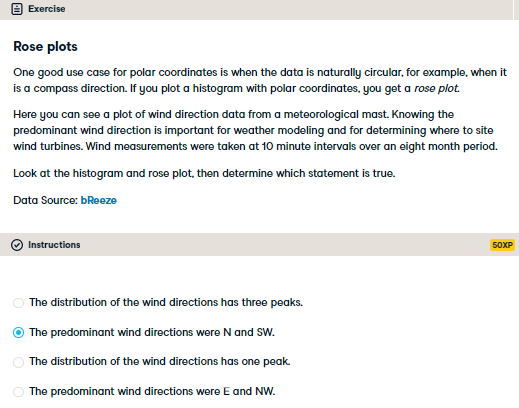 Exercise
Rose plots
One good use case for polar coordinates is when the data is naturally circular, for example, when it
is a compass direction. If you plot a histogram with polar coordinates, you get a rose plot.
Here you can see a plot of wind direction data from a meteorological mast. Knowing the
predominant wind direction is important for weather modeling and for determining where to site
wind turbines. Wind measurements were taken at 10 minute intervals over an eight month period.
Look at the histogram and rose plot, then determine which statement is true.
Data Source: bReeze
Instructions
50XP
The distribution of the wind directions has three peaks.
The predominant wind directions were N and SW.
The distribution of the wind directions has one peak.
The predominant wind directions were E and NW.